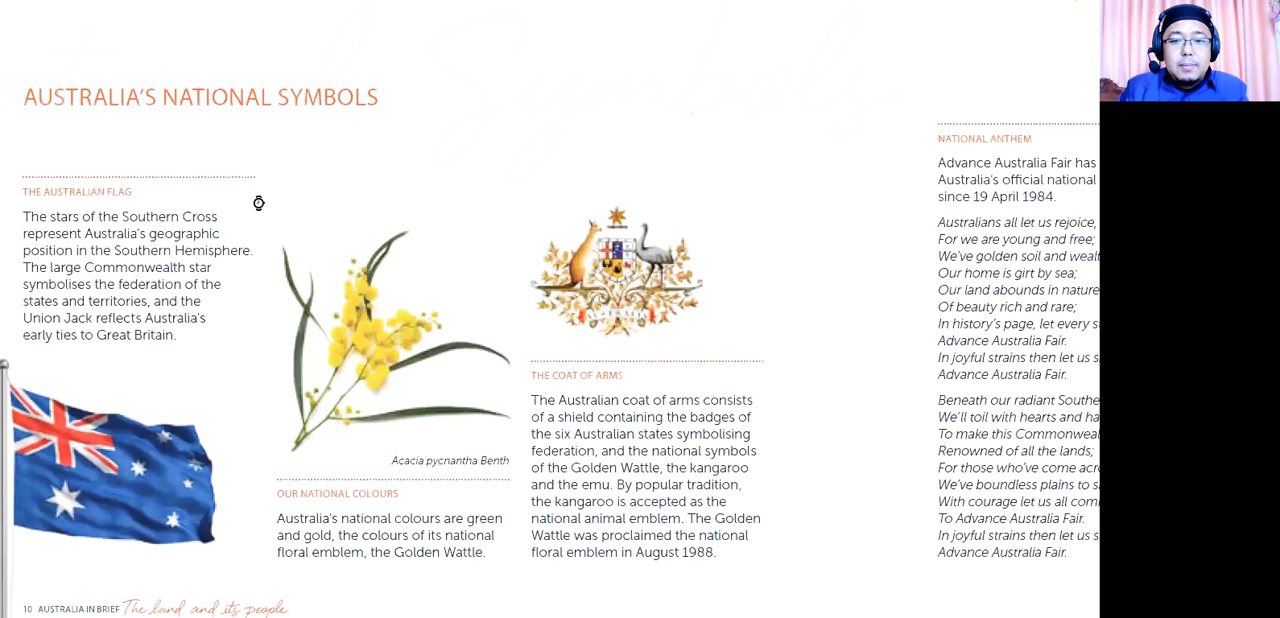 AUSTRALIA'S NATIONAL SYMBOLS
THE AUSTRALIAN FLAG
The stars of the Southern Cross
represent Australia's geographic
position in the Southern Hemisphere.
The large Commonwealth star
symbolises the federation of the
states and territories, and the
Union Jack reflects Australia's
early ties to Great Britain.
Acacia pycnantha Benth
OUR NATIONAL COLOURS
Australia's national colours are green
and gold, the colours of its national
floral emblem, the Golden Wattle.
AUSTRALIA
THE COAT OF ARMS
The Australian coat of arms consists
of a shield containing the badges of
the six Australian states symbolising
federation, and the national symbols
of the Golden Wattle, the kangaroo
and the emu. By popular tradition,
the kangaroo is accepted as the
national animal emblem. The Golden
Wattle was proclaimed the national
floral emblem in August 1988.
NATIONAL ANTHEM
Advance Australia Fair has
Australia's official national
since 19 April 1984.
Australians all let us rejoice,
For we are young and free;
We've golden soil and
Our home is girt by sea;
Our land abounds in nature
Of beauty rich and rare;
In history's page, let every
Advance Australia Fair.
In joyful strains then let us
Advance Australia Fair.
Beneath our radiant
We'll toil with hearts and
To make this
Renowned of all the lands;
For those who've come
We've boundless plains to
With courage let us all
To Advance Australia Fair.
In joyful strains then let us
Advance Australia Fair.
10 AUSTRALIA IN BRIEF The land and its people